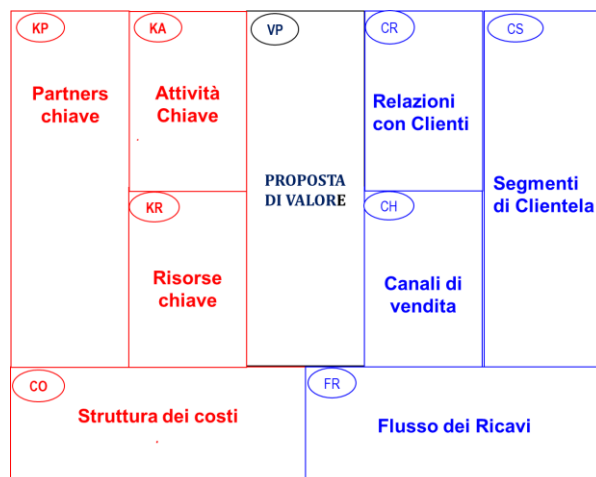 KP
Partners
chiave
KA
Attività
Chiave
KR
Risorse
chiave
VP
PROPOSTA
DI VALORE
CR
Relazioni
con Clienti
CH
Canali di
vendita
CS
Segmenti
di Clientela
CO
Struttura dei costi
FR
Flusso dei Ricavi